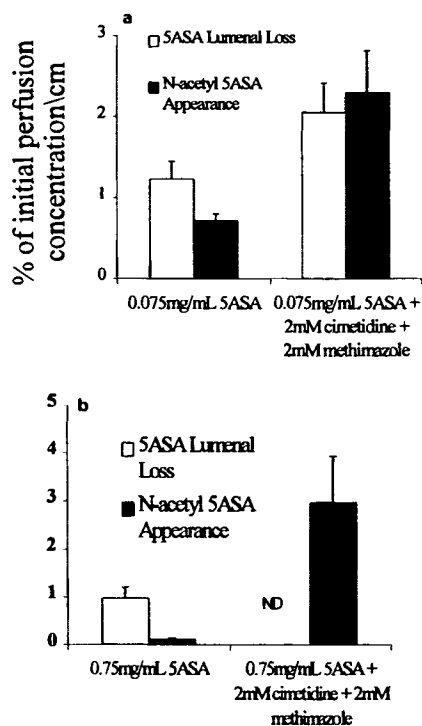 a
5ASA Lumenal Loss
N-acetyl 5ASA
Appearance
% of initial perfusion
concentration\cm
3
2
1
0
0.075mg/mL 5ASA
0.075mg/mL 5ASA +
2mM cimetidine +
2mM methimazole
b
5ASA Lumenal
Loss
N-acetyl 5ASA
Appearance
5
4
3
2
1
0
ND
0.75mg/mL 5ASA
0.75mg/mL 5ASA +
2mM cimetidine + 2mM
methimazole